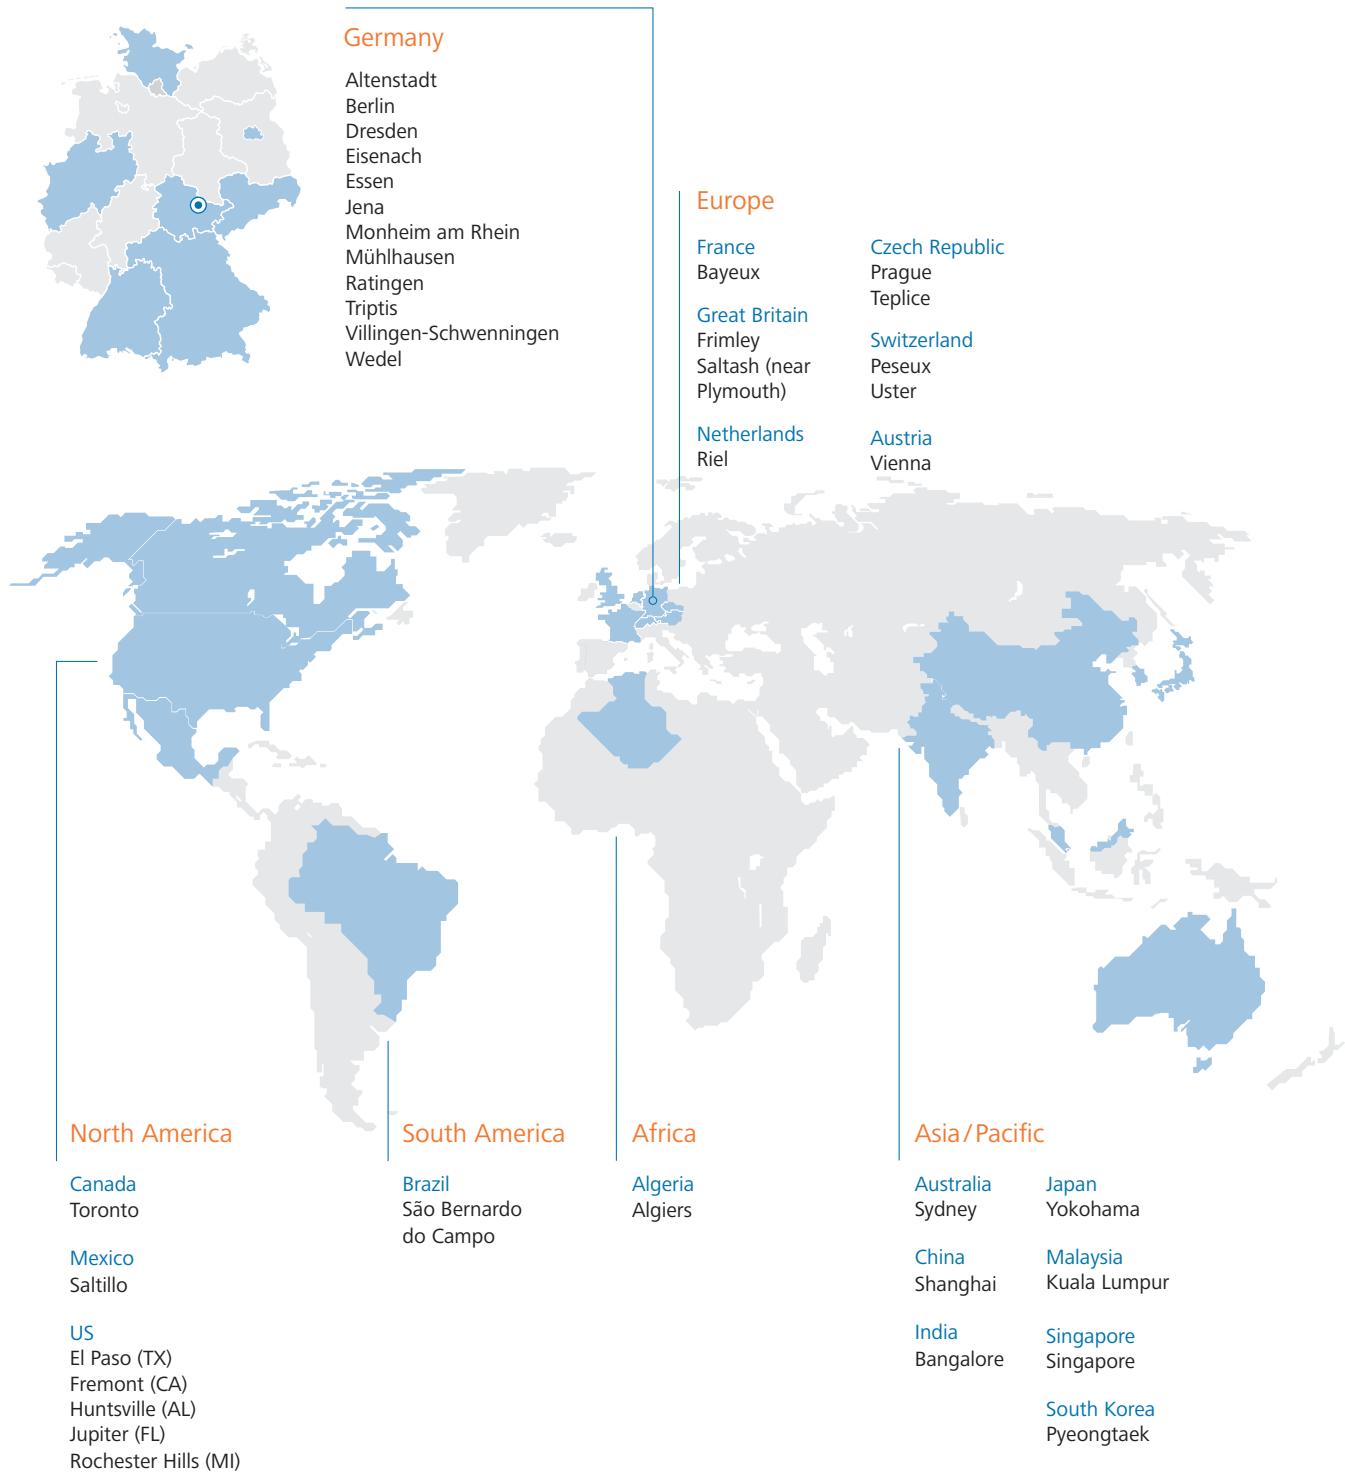 Germany
Altenstadt
Berlin
Dresden
Eisenach
Essen
Jena
Monheim am Rhein
Mühlhausen
Ratingen
Triptis
Villingen-Schwenningen
Wedel
Europe
France
Bayeux
Great Britain
Frimley
Saltash (near
Plymouth)
Netherlands
Riel
Czech Republic
Prague
Teplice
Switzerland
Peseux
Uster
Austria
Vienna
North America
Canada
Toronto
Mexico
Saltillo
US
El Paso (TX)
Fremont (CA)
Huntsville (AL)
Jupiter (FL)
Rochester Hills (MI)
South America
Brazil
São Bernardo
do Campo
Africa
Algeria
Algiers
Asia/Pacific
Australia
Sydney
China
Shanghai
India
Bangalore
Japan
Yokohama
Malaysia
Kuala Lumpur
Singapore
Singapore
South Korea
Pyeongtaek